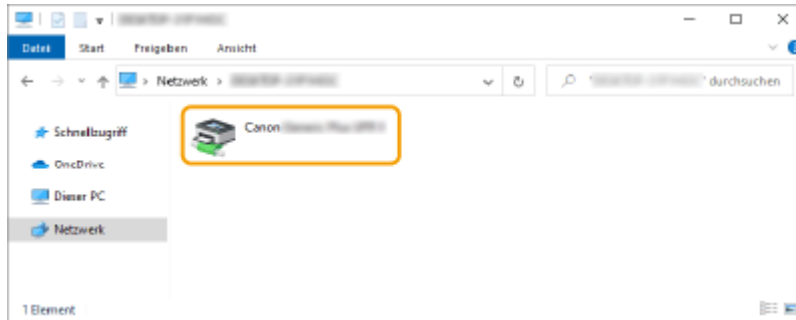 Datei Start Freigeben Ansicht
Netzwerk
durchsuchen
Schnellzugriff
Canon
OneDrive
Dieser PC
Netzwerk
1 Element